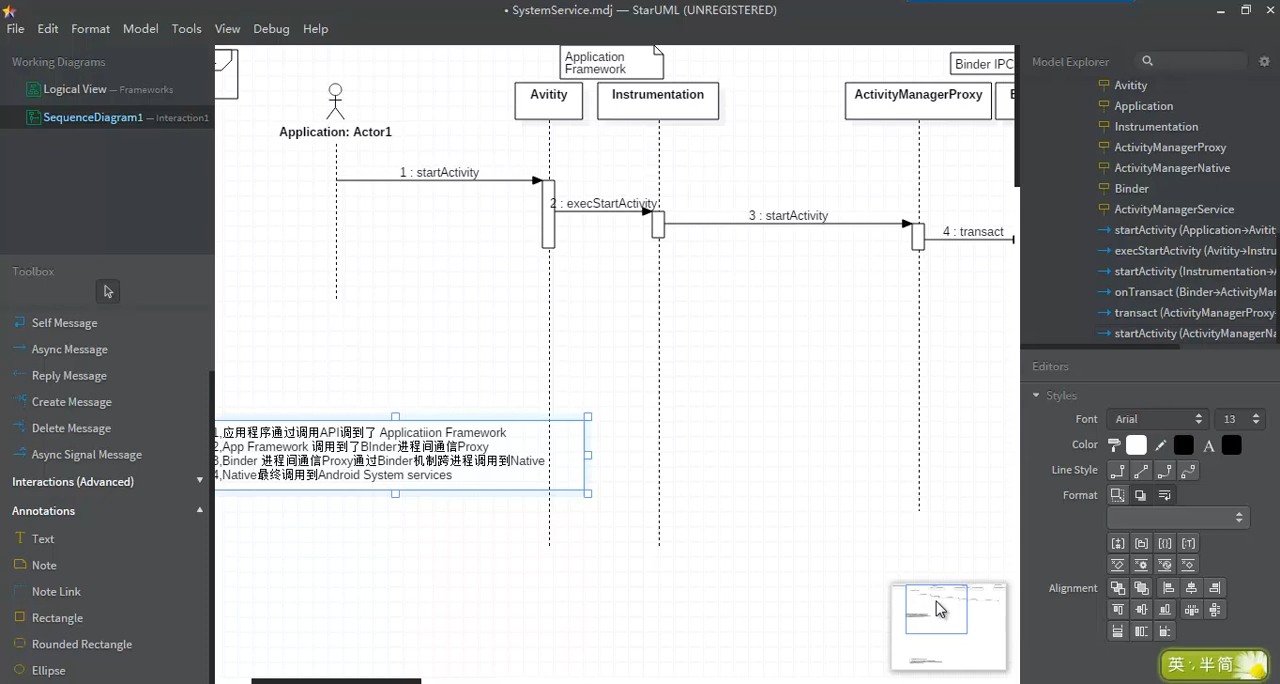 • SystemService.mdj — StarUML (UNREGISTERED)
File Edit Format Model Tools View Debug Help
Working Diagrams
Logical View — Frameworks
SequenceDiagram1 — Interaction1
Toolbox
Self Message
Async Message
Reply Message
Create Message
Delete Message
Async Signal Message
Interactions (Advanced)
Annotations
Text
Note
Note Link
Rectangle
Rounded Rectangle
Ellipse
Application
Framework
Binder IPC
Application: Actor1
Avitity
Instrumentation
ActivityManagerProxy
1 : startActivity
2 : execStartActivity
3 : startActivity
4 : transact
1,应用程序通过调用API调到了 Applicatiion Framework
2,App Framework 调用到了BInder进程间通信Proxy
3,Binder 进程间通信Proxy通过Binder机制跨进程调用到Native
4,Native最终调用到Android System services
Model Explorer
Avitity
Application
Instrumentation
ActivityManagerProxy
ActivityManagerNative
Binder
ActivityManagerService
startActivity (Application→Avitit
execStartActivity (Avitity→Instru
startActivity (Instrumentation→A
onTransact (Binder→ActivityMar
transact (ActivityManagerProxy-
startActivity (ActivityManagerNa
Editors
Styles
Font Arial 13
Color
Line Style
Format
Alignment
英 半 简